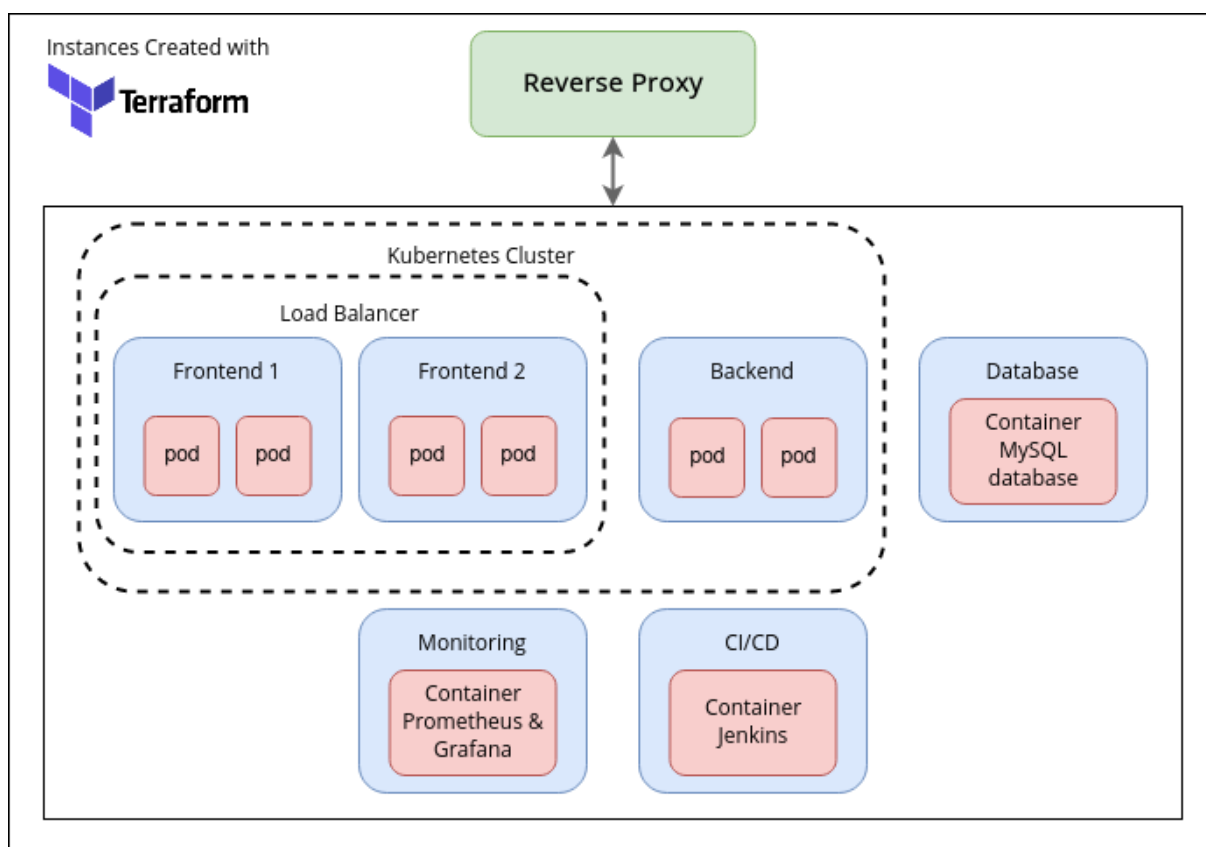 Instances Created with
Terraform
Reverse Proxy
Kubernetes Cluster
Load Balancer
Frontend 1
pod
pod
Frontend 2
pod
pod
Backend
pod
pod
Database
Container
MySQL
database
Monitoring
Container
Prometheus &
Grafana
CI/CD
Container
Jenkins